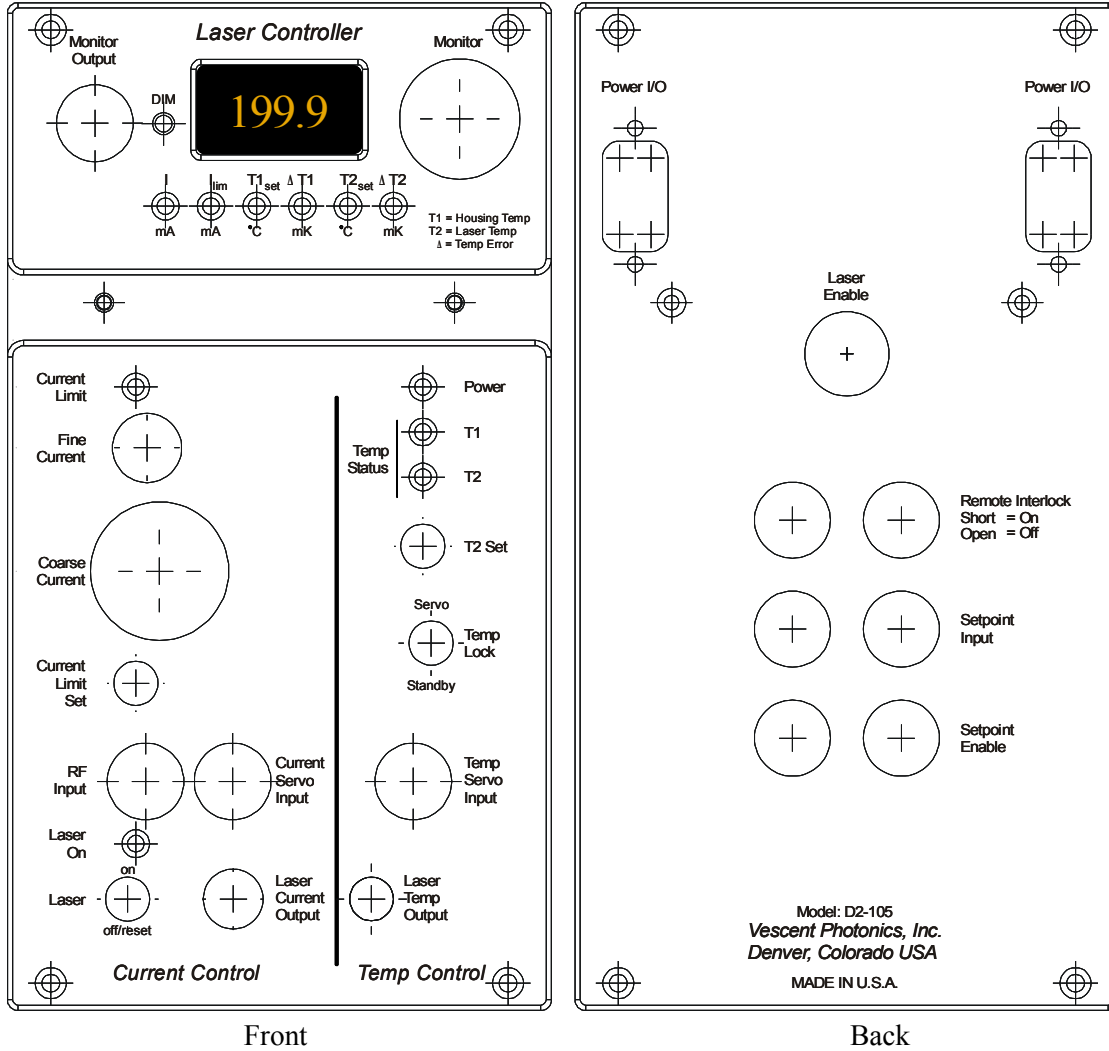 Laser Controller
Monitor
Output
Monitor
DIM
199.9
I
I lim
T1 set
Δ T1
T2 set
Δ T2
mA
mA
°C
mK
°C
mK
T1 = Housing Temp
T2 = Laser Temp
Δ = Temp Error
Current
Limit
Power
Fine
Current
Temp
Status
T1
T2
T2 Set
Coarse
Current
Servo
Temp
Lock
Standby
Current
Limit
Set
RF
Input
Current
Servo
Input
Temp
Servo
Input
Laser
On
on
Laser
off/reset
Laser
Current
Output
Laser
Temp
Output
Current Control
Temp Control
Front
Power I/O
Power I/O
Laser
Enable
Remote Interlock
Short = On
Open = Off
Setpoint
Input
Setpoint
Enable
Model: D2-105
Vescent Photonics, Inc.
Denver, Colorado USA
MADE IN U.S.A.
Back